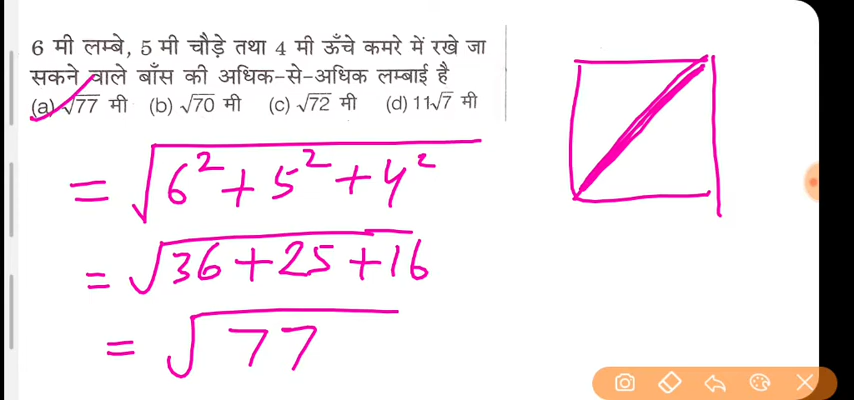 6 मी लम्बे, 5 मी चौड़े तथा 4 मी ऊँचे कमरे में रखे जा
सकने वाले बाँस की अधिक-से-अधिक लम्बाई है
(a) √77 मी (b) √70 मी (c) √72 मी (d) 11√7 मी
= √6² + 5² + 4²
= √36 + 25 + 16
= √77